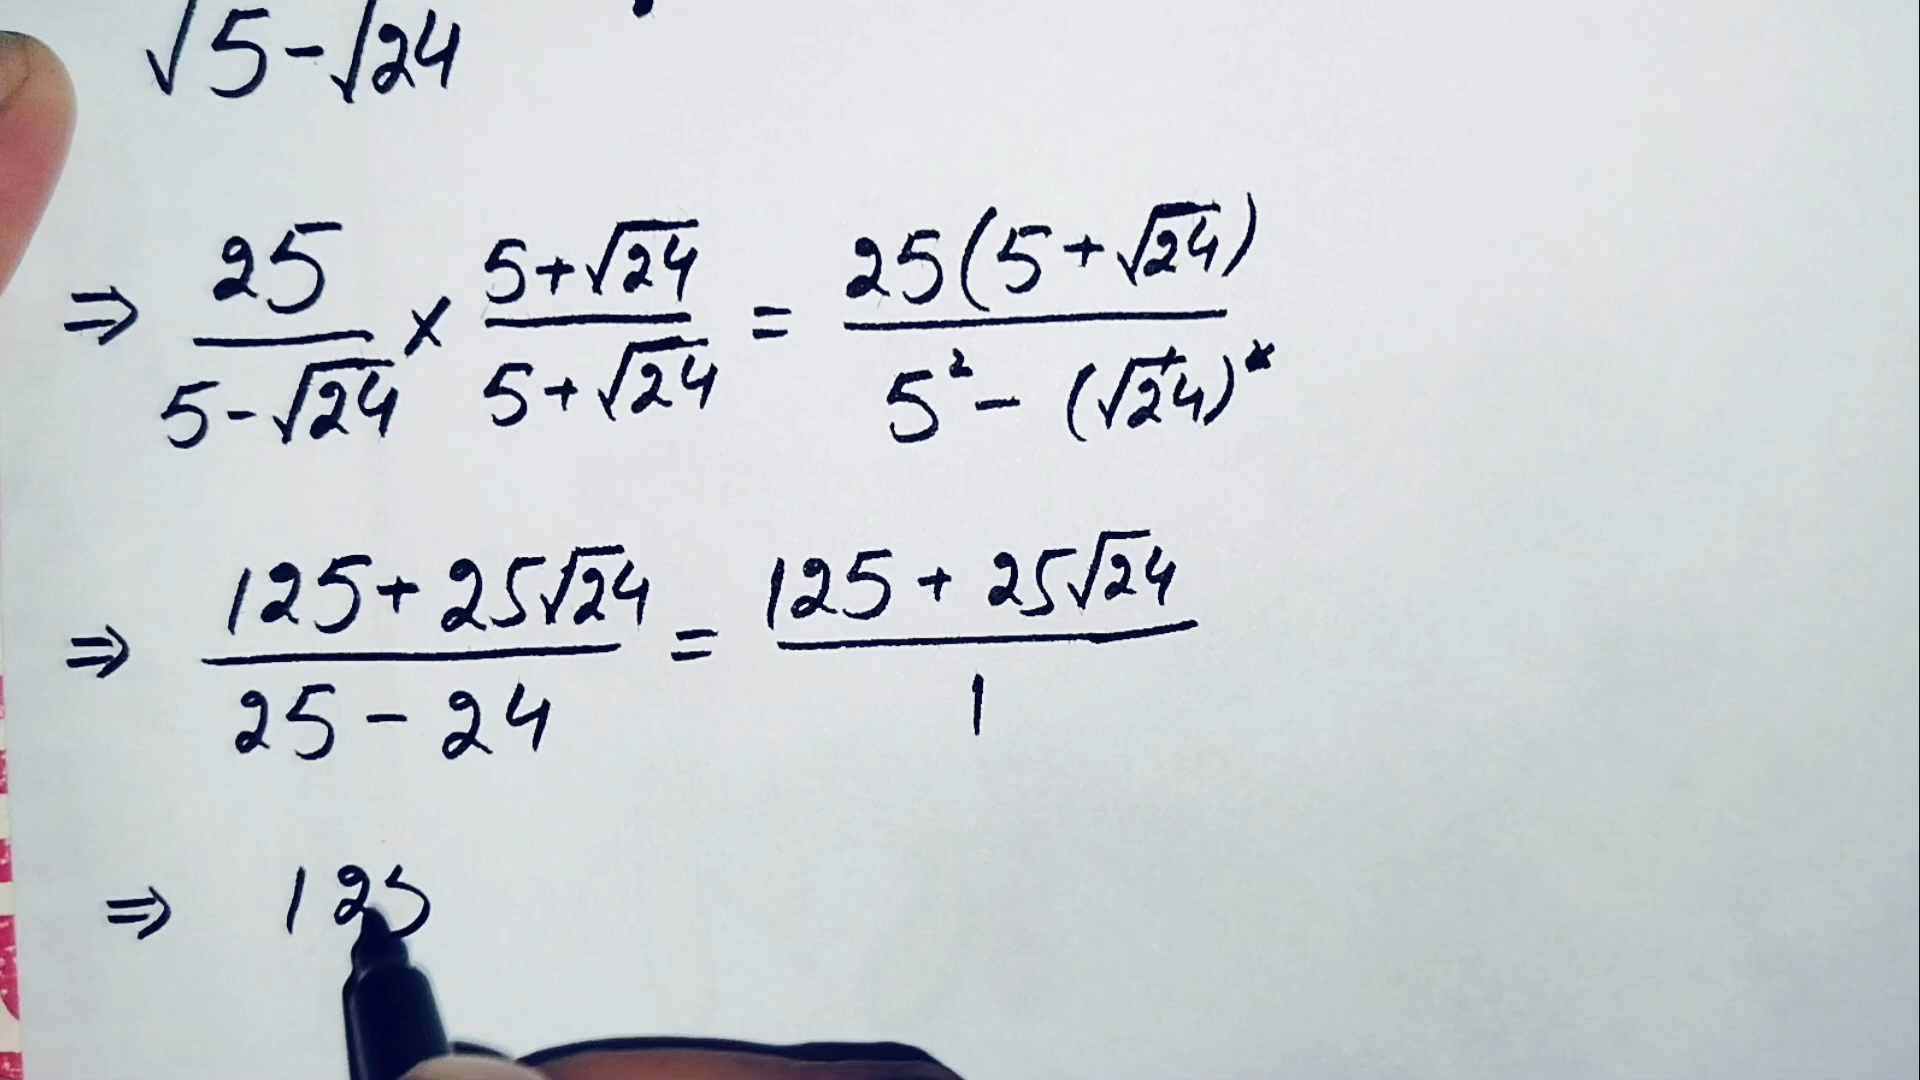 √5-√24
⇒ 25/5-√24 × 5+√24/5+√24 = 25(5+√24)/5²-(√24)²
⇒ 125+25√24/25-24 = 125+25√24/1
⇒ 125